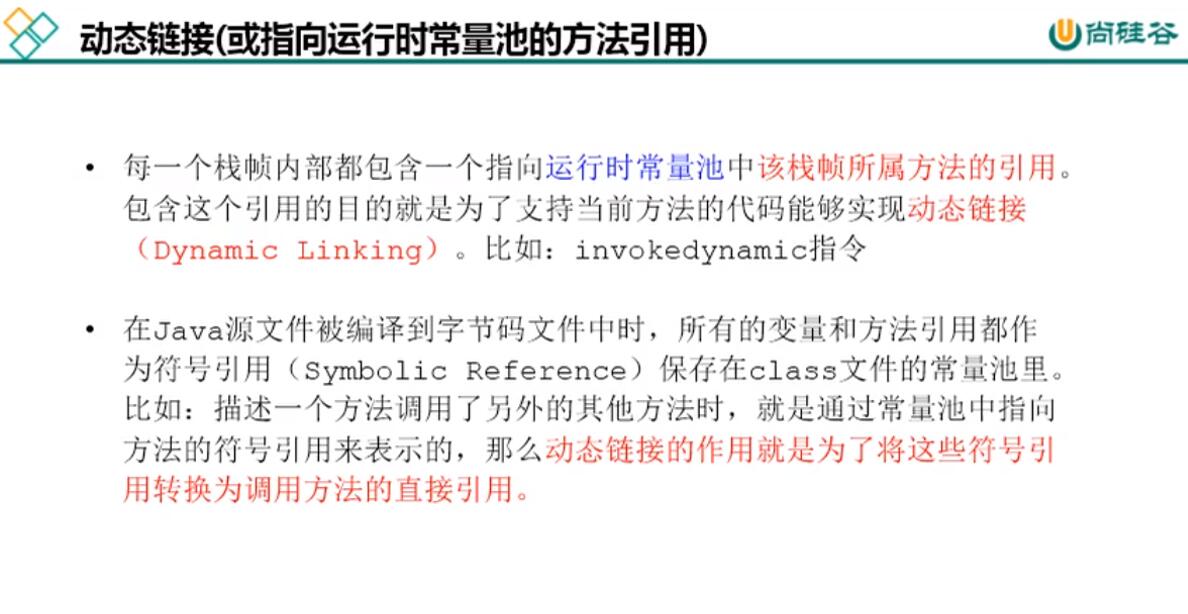 动态链接(或指向运行时常量池的方法引用)
尚硅谷
• 每一个栈帧内部都包含一个指向运行时常量池中该栈帧所属方法的引用。
包含这个引用的目的就是为了支持当前方法的代码能够实现动态链接
（Dynamic Linking）。比如：invokedynamic指令
• 在Java源文件被编译到字节码文件中时，所有的变量和方法引用都作
为符号引用（Symbolic Reference）保存在class文件的常量池里。
比如：描述一个方法调用了另外的其他方法时，就是通过常量池中指向
方法的符号引用来表示的，那么动态链接的作用就是为了将这些符号引
用转换为调用方法的直接引用。